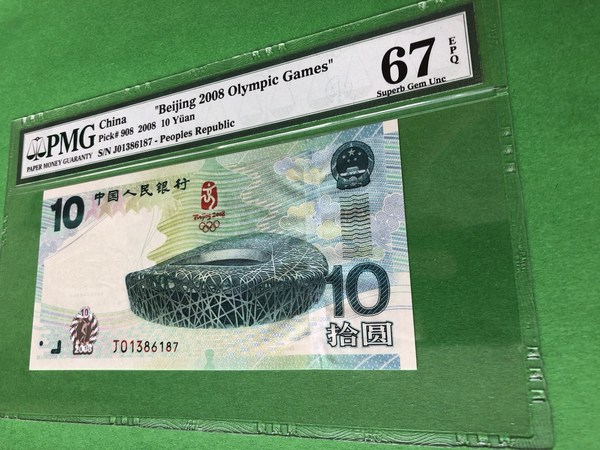 PMG
PAPER MONEY GUARANTY
China "Beijing 2008 Olympic Games"
Pick# 908 2008 10 Yüan
S/N J01386187 - Peoples Republic
67 EPQ
Superb Gem Unc
10 中国人民银行
Beijing 2008
10
拾圆
10
2008
J01386187